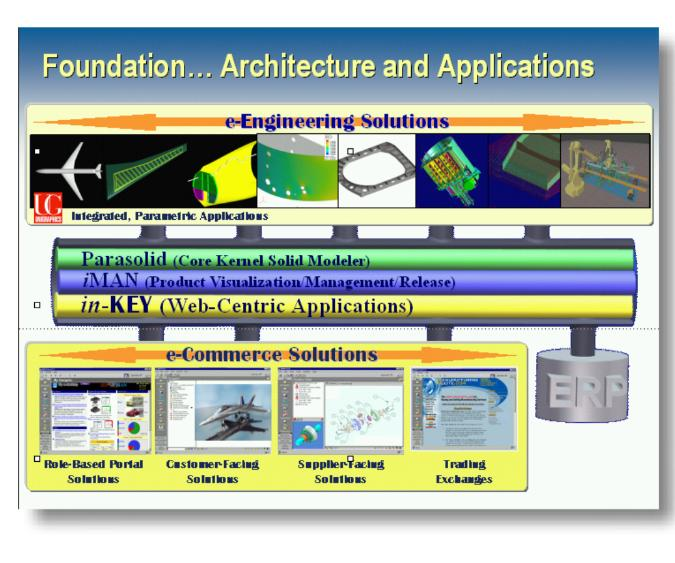 Foundation... Architecture and Applications
e-Engineering Solutions
UG
UNIGRAPHICS
Integrated, Parametric Applications
Parasolid (Core Kernel Solid Modeler)
iMAN (Product Visualization/Management/Release)
in-KEY (Web-Centric Applications)
e-Commerce Solutions
ERP
Role-Based Portal
Solutions
Customer-Facing
Solutions
Supplier-Facing
Solutions
Trading
Exchanges